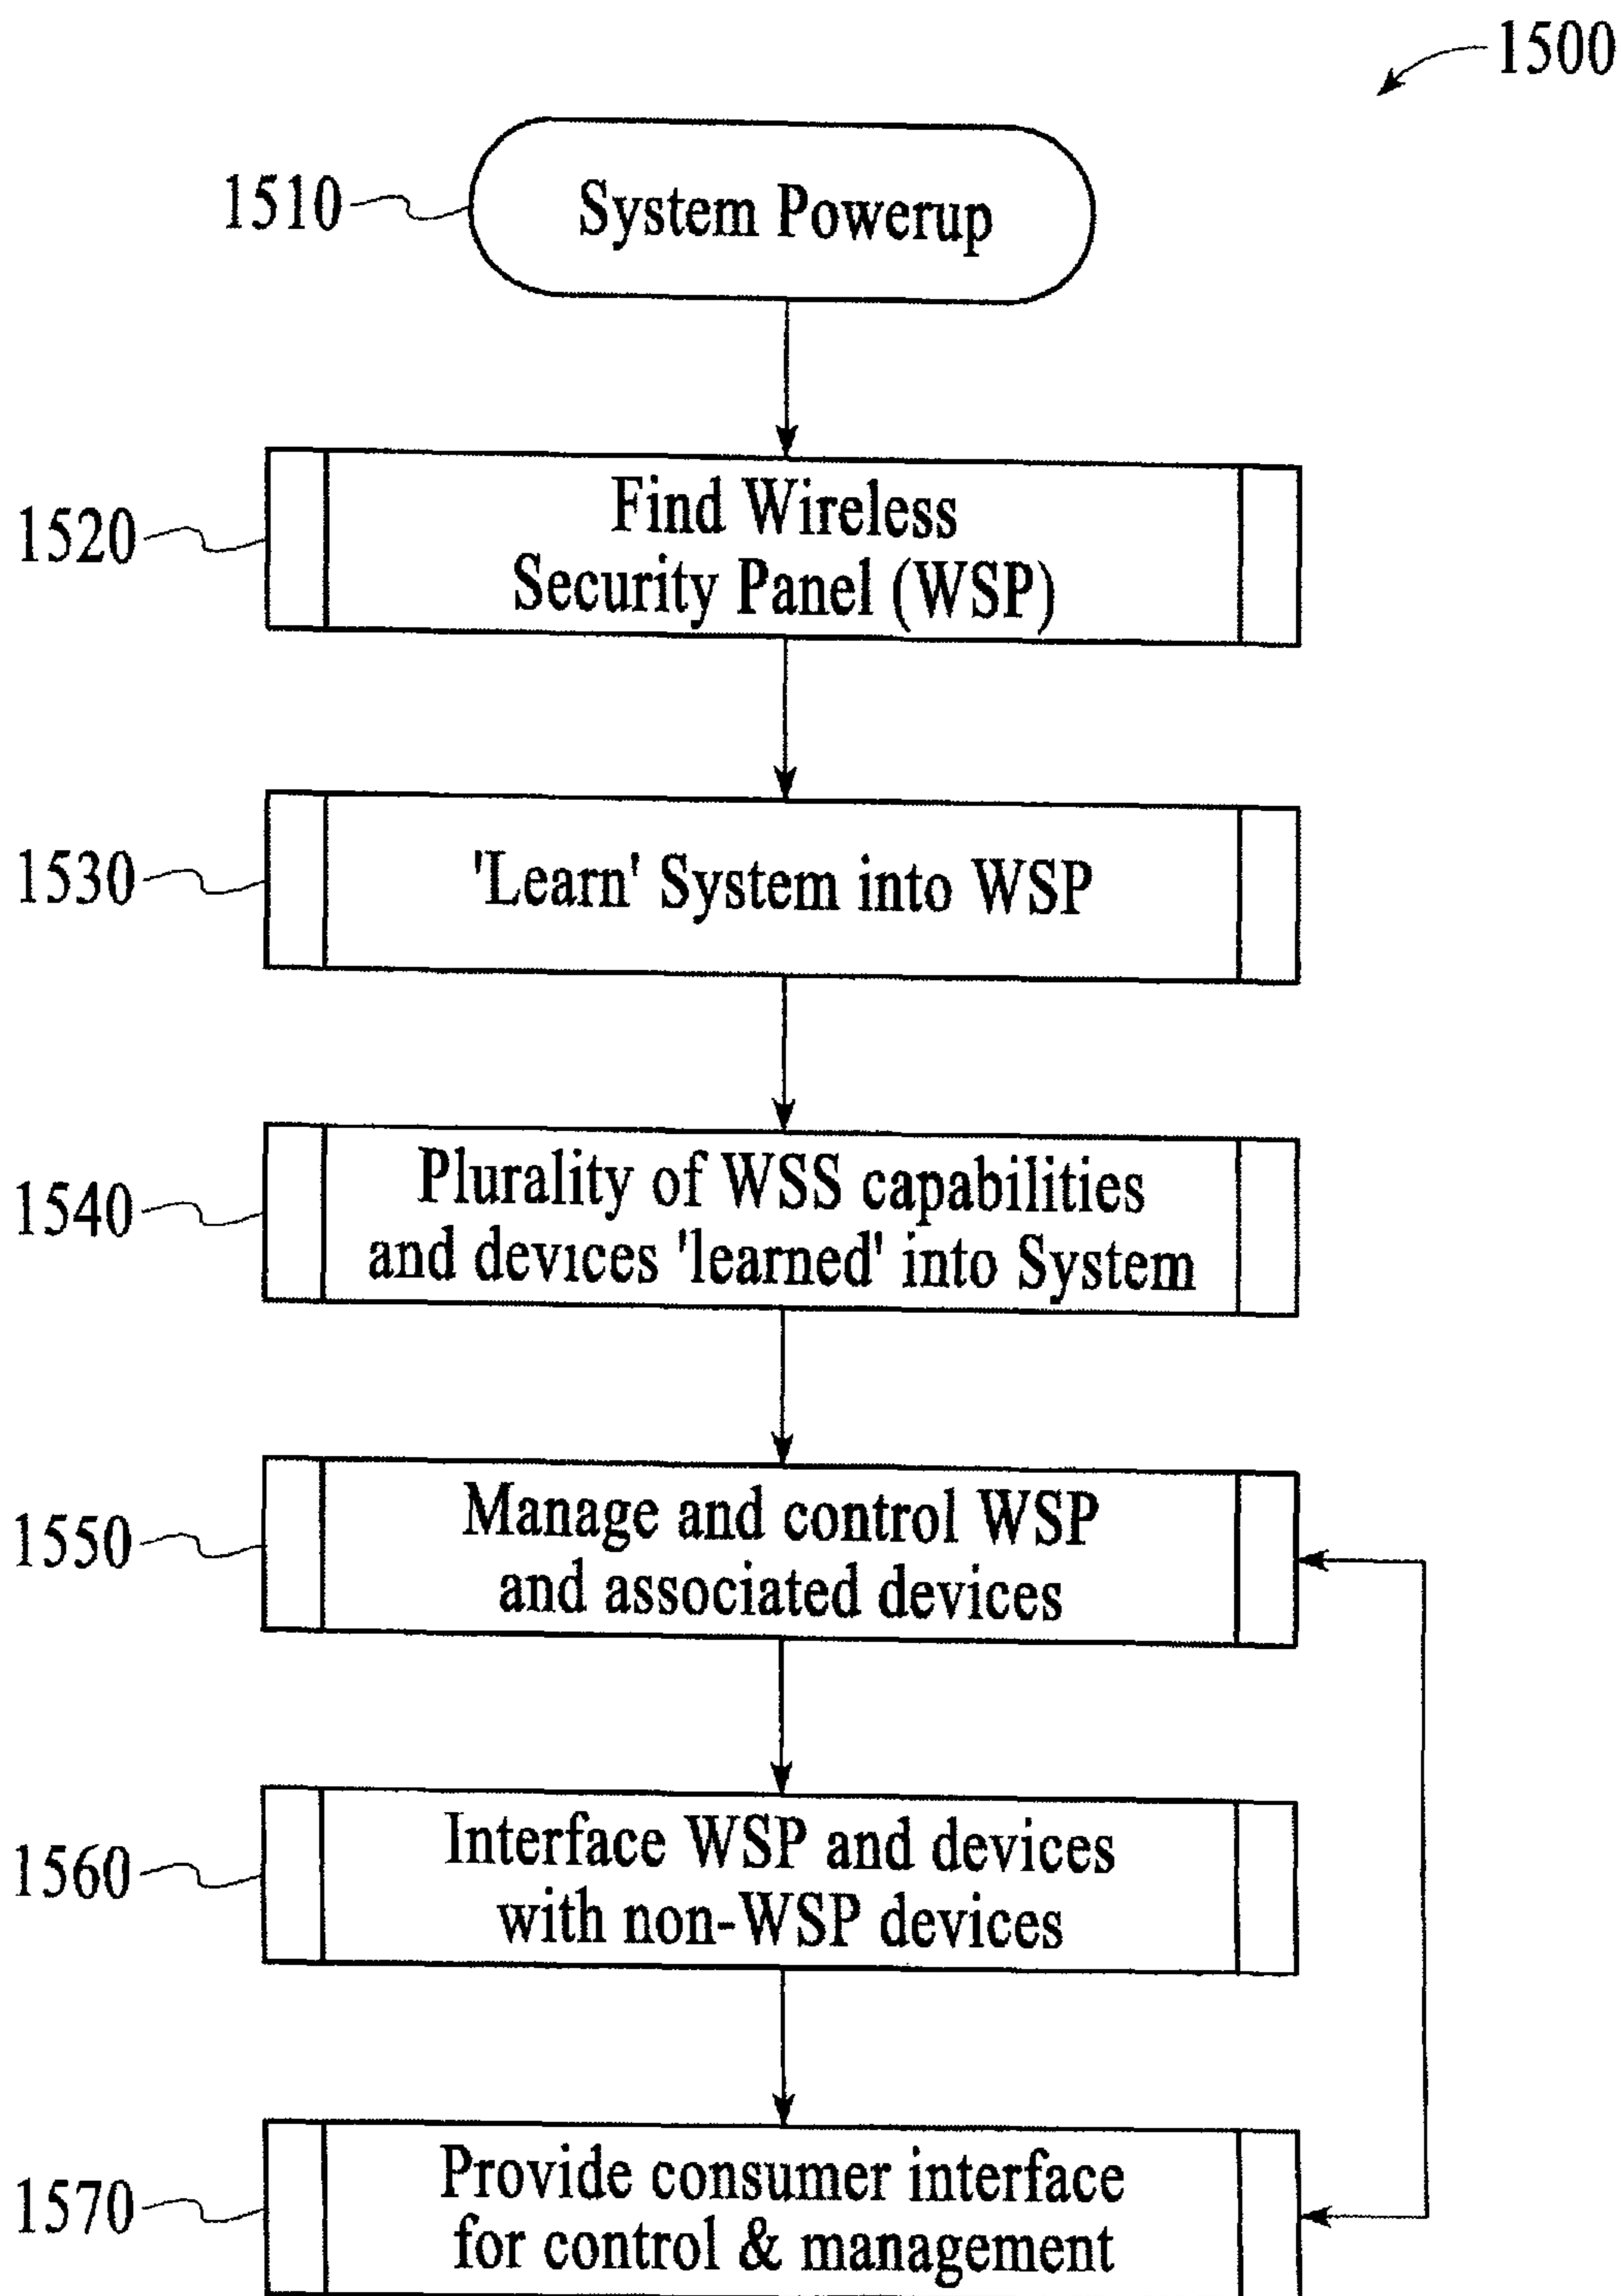 1500
1510
System Powerup
1520
Find Wireless
Security Panel (WSP)
1530
'Learn' System into WSP
1540
Plurality of WSS capabilities
and devices 'learned' into System
1550
Manage and control WSP
and associated devices
1560
Interface WSP and devices
with non-WSP devices
1570
Provide consumer interface
for control & management